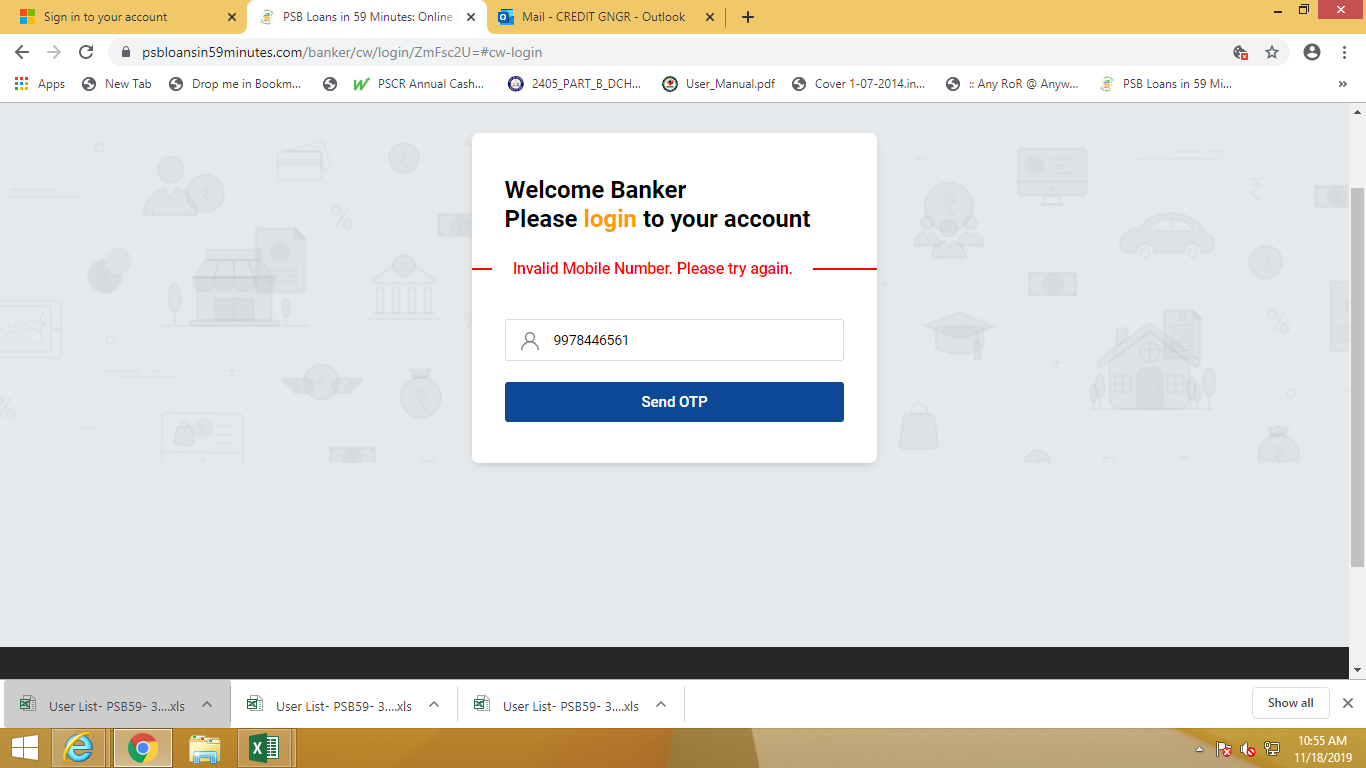 Sign in to your account
PSB Loans in 59 Minutes: Online
Mail - CREDIT GNGR - Outlook
psbloansin59minutes.com/banker/cw/login/ZmFsc2U=#cw-login
Apps
New Tab
Drop me in Bookm...
PSCR Annual Cash...
2405_PART_B_DCH...
User_Manual.pdf
Cover 1-07-2014.in...
:: Any RoR @ Anyw...
PSB Loans in 59 Mi...
»
Welcome Banker
Please login to your account
Invalid Mobile Number. Please try again.
9978446561
Send OTP
User List- PSB59- 3....xls
User List- PSB59- 3....xls
User List- PSB59- 3....xls
Show all
10:55 AM
11/18/2019